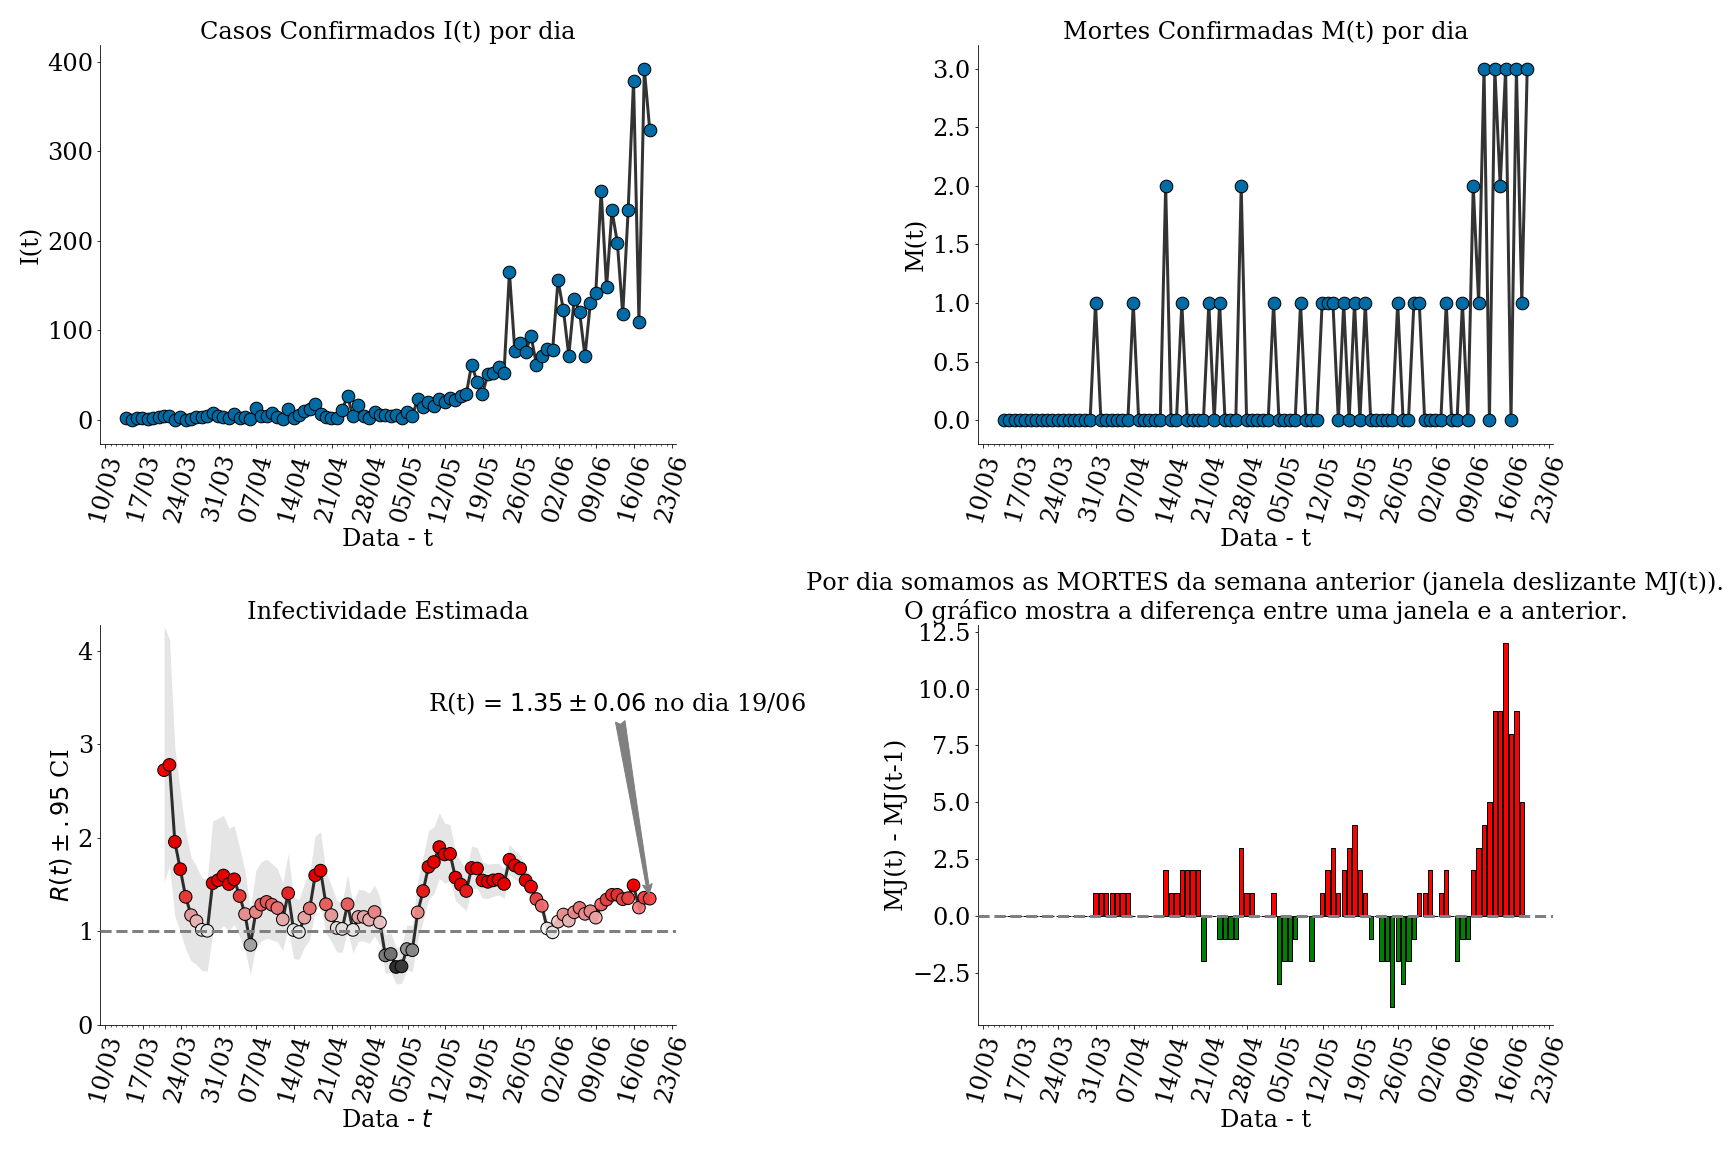 Casos Confirmados I(t) por dia
I(t)
400
300
200
100
0
10/03 17/03 24/03 31/03 07/04 14/04 21/04 28/04 05/05 12/05 19/05 26/05 02/06 09/06 16/06 23/06
Data - t
Mortes Confirmadas M(t) por dia
M(t)
3.0
2.5
2.0
1.5
1.0
0.5
0.0
10/03 17/03 24/03 31/03 07/04 14/04 21/04 28/04 05/05 12/05 19/05 26/05 02/06 09/06 16/06 23/06
Data - t
Infectividade Estimada
R(t) ± .95 CI
4
3
2
1
0
R(t) = 1.35 ± 0.06 no dia 19/06
10/03 17/03 24/03 31/03 07/04 14/04 21/04 28/04 05/05 12/05 19/05 26/05 02/06 09/06 16/06 23/06
Data - t
Por dia somamos as MORTES da semana anterior (janela deslizante MJ(t)).
O gráfico mostra a diferença entre uma janela e a anterior.
MJ(t) - MJ(t-1)
12.5
10.0
7.5
5.0
2.5
0.0
−2.5
10/03 17/03 24/03 31/03 07/04 14/04 21/04 28/04 05/05 12/05 19/05 26/05 02/06 09/06 16/06 23/06
Data - t